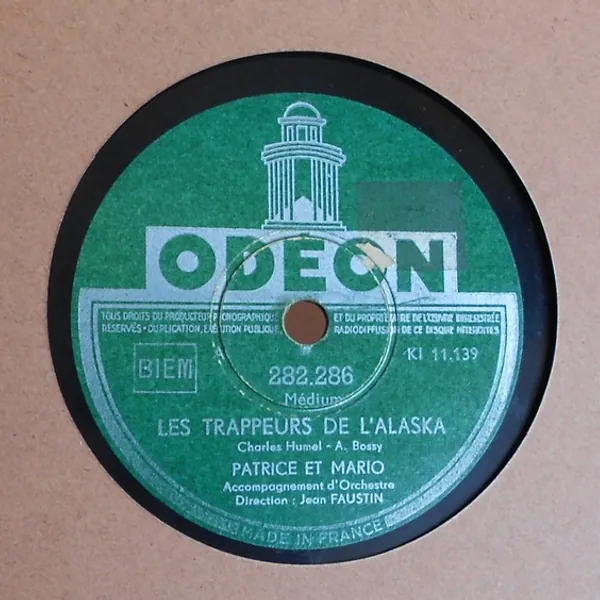 ODEON
TOUS DROITS DU PRODUCTEUR PHONOGRAPHIQUE ET DU PROPRIETAIRE DE L'ŒUVRE ENREGISTRÉE
RÉSERVÉS • DUPLICATION, EXÉCUTION PUBLIQUE RADIODIFFUSION DE CE DISQUE INTERDITES
BIEM
282.286
KI 11.139
Médium
LES TRAPPEURS DE L'ALASKA
Charles Humel - A. Bossy
PATRICE ET MARIO
Accompagnement d'Orchestre
Direction : Jean FAUSTIN
MADE IN FRANCE